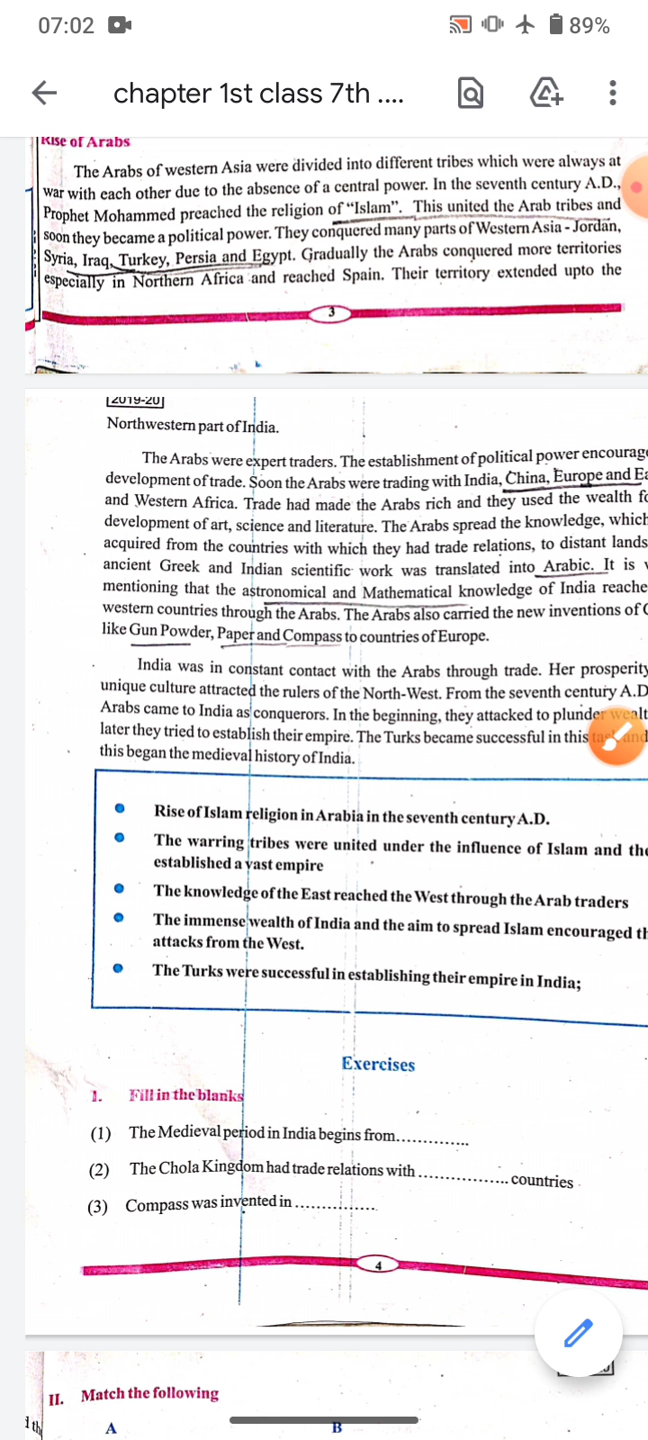 07:02
89%
chapter 1st class 7th ....
Rise of Arabs
The Arabs of western Asia were divided into different tribes which were always at
war with each other due to the absence of a central power. In the seventh century A.D.,
Prophet Mohammed preached the religion of “Islam”. This united the Arab tribes and
soon they became a political power. They conquered many parts of Western Asia - Jordan,
Syria, Iraq, Turkey, Persia and Egypt. Gradually the Arabs conquered more territories
especially in Northern Africa and reached Spain. Their territory extended upto the
3
2019-20
Northwestern part of India.
The Arabs were expert traders. The establishment of political power encourag
development of trade. Soon the Arabs were trading with India, China, Europe and Ea
and Western Africa. Trade had made the Arabs rich and they used the wealth fo
development of art, science and literature. The Arabs spread the knowledge, which
acquired from the countries with which they had trade relations, to distant lands
ancient Greek and Indian scientific work was translated into Arabic. It is
mentioning that the astronomical and Mathematical knowledge of India reache
western countries through the Arabs. The Arabs also carried the new inventions of
like Gun Powder, Paper and Compass to countries of Europe.
India was in constant contact with the Arabs through trade. Her prosperity
unique culture attracted the rulers of the North-West. From the seventh century A.D
Arabs came to India as conquerors. In the beginning, they attacked to plunder wealt
later they tried to establish their empire. The Turks became successful in this and
this began the medieval history of India.
Rise of Islam religion in Arabia in the seventh century A.D.
The warring tribes were united under the influence of Islam and the
established a vast empire
The knowledge of the East reached the West through the Arab traders
The immense wealth of India and the aim to spread Islam encouraged th
attacks from the West.
The Turks were successful in establishing their empire in India;
Exercises
1. Fill in the blanks
(1) The Medieval period in India begins from..............
(2) The Chola Kingdom had trade relations with .................. countries
(3) Compass was invented in ................
4
II. Match the following
A B